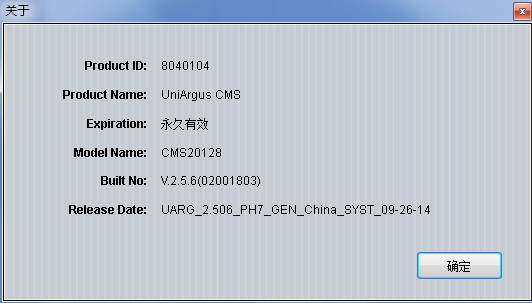 关于
Product ID: 8040104
Product Name: UniArgus CMS
Expiration: 永久有效
Model Name: CMS20128
Built No: V.2.5.6(02001803)
Release Date: UARG_2.506_PH7_GEN_China_SYST_09-26-14
确定